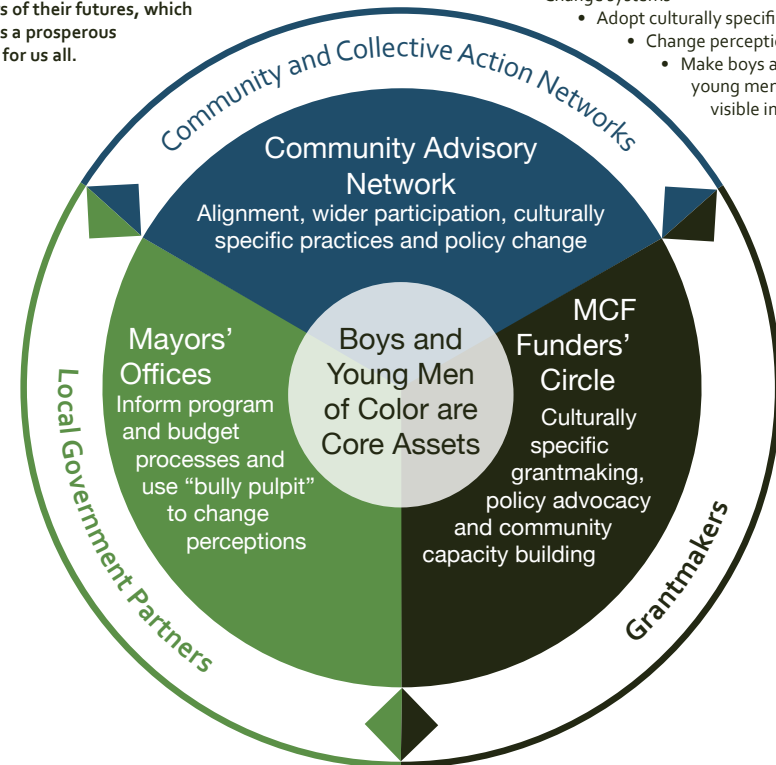 s of their futures, which
s a prosperous
for us all.
Change systems
• Adopt culturally specifi
• Change percepti
• Make boys a
young men
visible in
Community and Collective Action Networks
Community Advisory
Network
Alignment, wider participation, culturally
specific practices and policy change
Mayors’
Offices
Inform program
and budget
processes and
use “bully pulpit”
to change
perceptions
Boys and
Young Men
of Color are
Core Assets
MCF
Funders’
Circle
Culturally
specific
grantmaking,
policy advocacy
and community
capacity building
Local Government Partners
Grantmakers